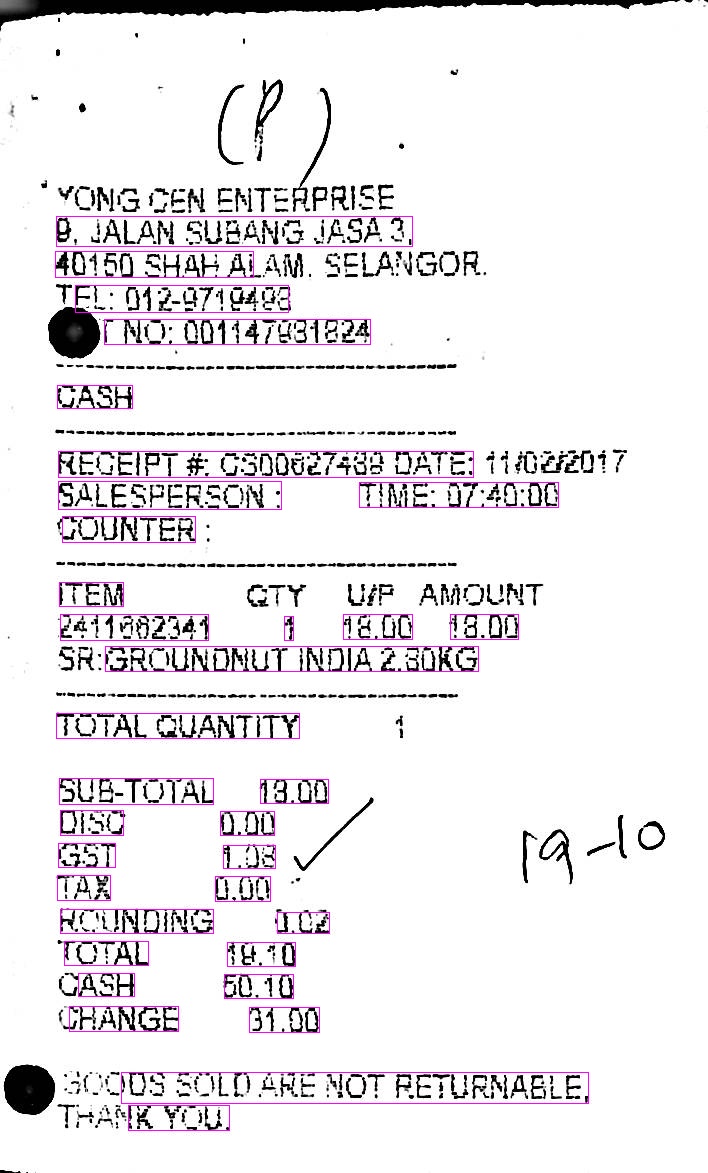 (P)
YONG CEN ENTERPRISE
9, JALAN SUBANG JASA 3,
40150 SHAH ALAM, SELANGOR.
TEL: 012-9719498
T NO: 001147981824
CASH
RECEIPT #: CS00627489 DATE: 11/02/2017
SALESPERSON : TIME: 07:40:00
COUNTER :
ITEM QTY U/P AMOUNT
2411662341 1 18.00 18.00
SR:GROUNDNUT INDIA 2.80KG
TOTAL QUANTITY 1
SUB-TOTAL 18.00
DISC 0.00
GST 1.08
TAX 0.00
ROUNDING 0.02
TOTAL 19.10
CASH 50.10
CHANGE 31.00
19-10
GOODS SOLD ARE NOT RETURNABLE,
THANK YOU.